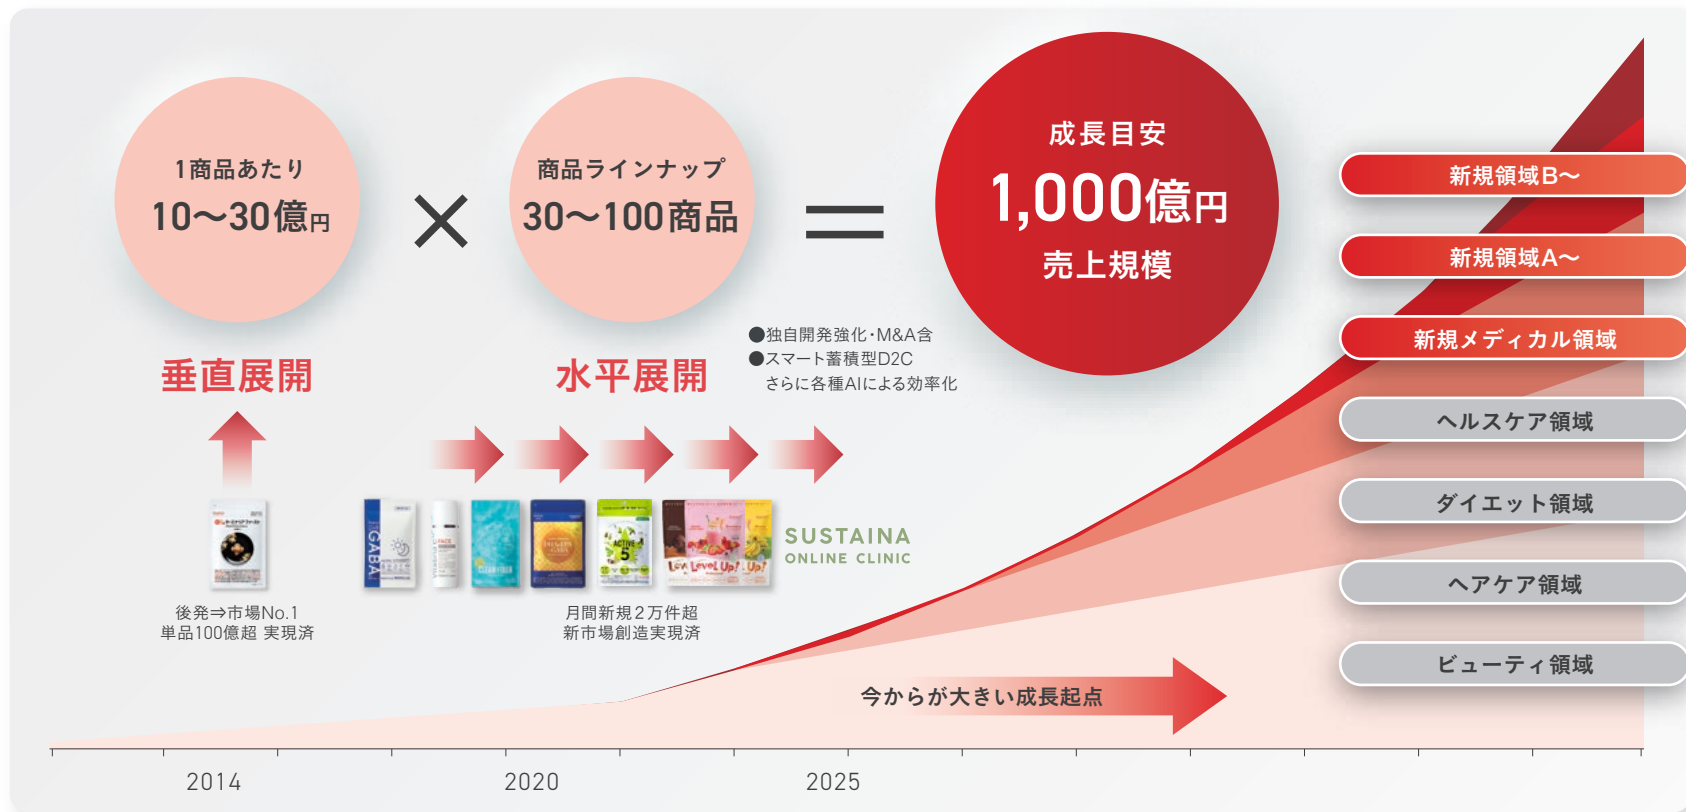 1商品あたり
10〜30億円
商品ラインナップ
30〜100商品
成長目安
1,000億円
売上規模
●独自開発強化・M&A含
●スマート蓄積型D2C
さらに各種AIによる効率化
垂直展開
水平展開
GABA
FACE
ACTIVE
5
Level Up!
Up!
SUSTAINA
ONLINE CLINIC
後発⇒市場No.1
単品100億超 実現済
月間新規2万件超
新市場創造実現済
新規領域B〜
新規領域A〜
新規メディカル領域
ヘルスケア領域
ダイエット領域
ヘアケア領域
ビューティ領域
今からが大きい成長起点
2014
2020
2025